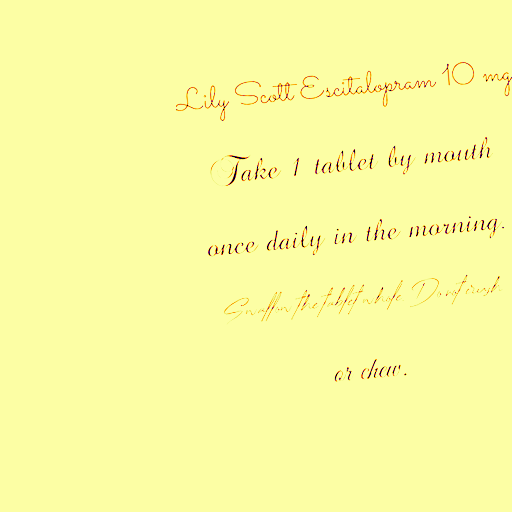 Lily Scott Escitalopram 10 mg
Take 1 tablet by mouth
once daily in the morning.
Swallow the tablet whole. Do not crush
or chew.